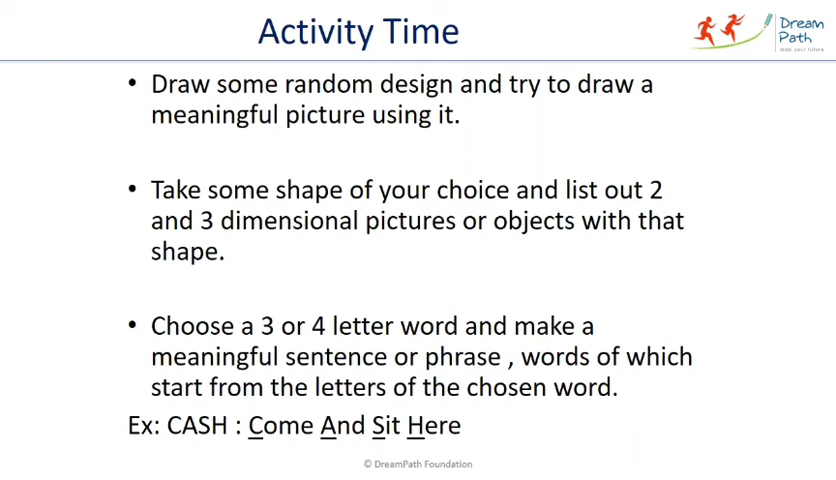 Activity Time
Dream
Path
Map your future
• Draw some random design and try to draw a
meaningful picture using it.
• Take some shape of your choice and list out 2
and 3 dimensional pictures or objects with that
shape.
• Choose a 3 or 4 letter word and make a
meaningful sentence or phrase , words of which
start from the letters of the chosen word.
Ex: CASH : Come And Sit Here
© DreamPath Foundation